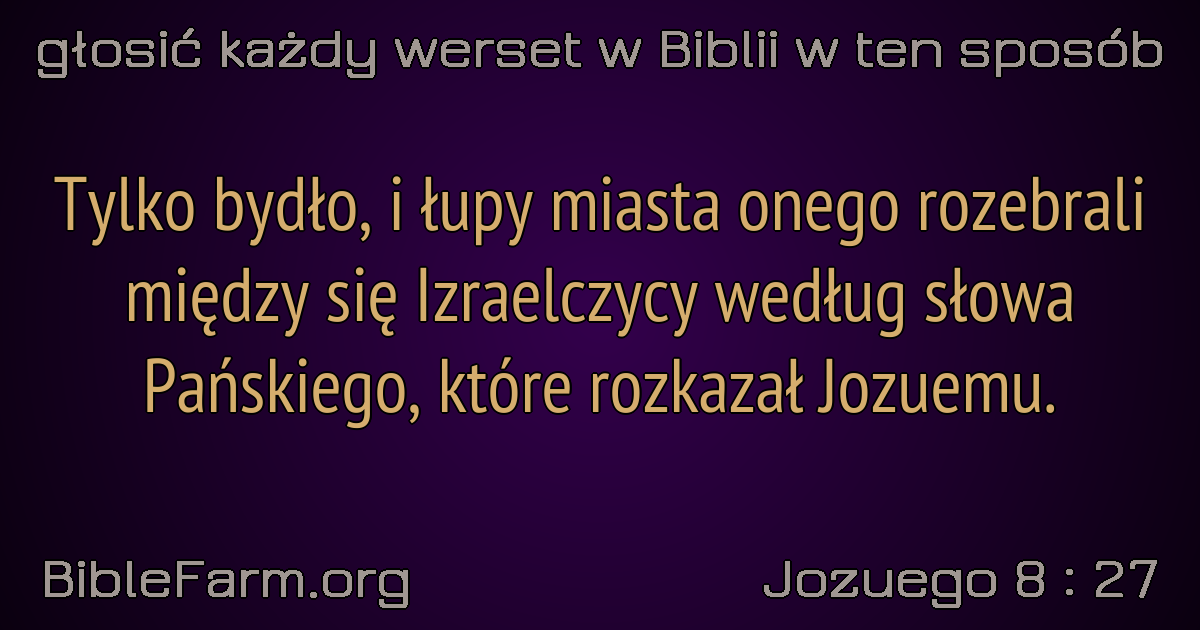 głosić każdy werset w Biblii w ten sposób
Tylko bydło, i łupy miasta onego rozebrali
między się Izraelczycy według słowa
Pańskiego, które rozkazał Jozuemu.
BibleFarm.org
Jozuego 8 : 27